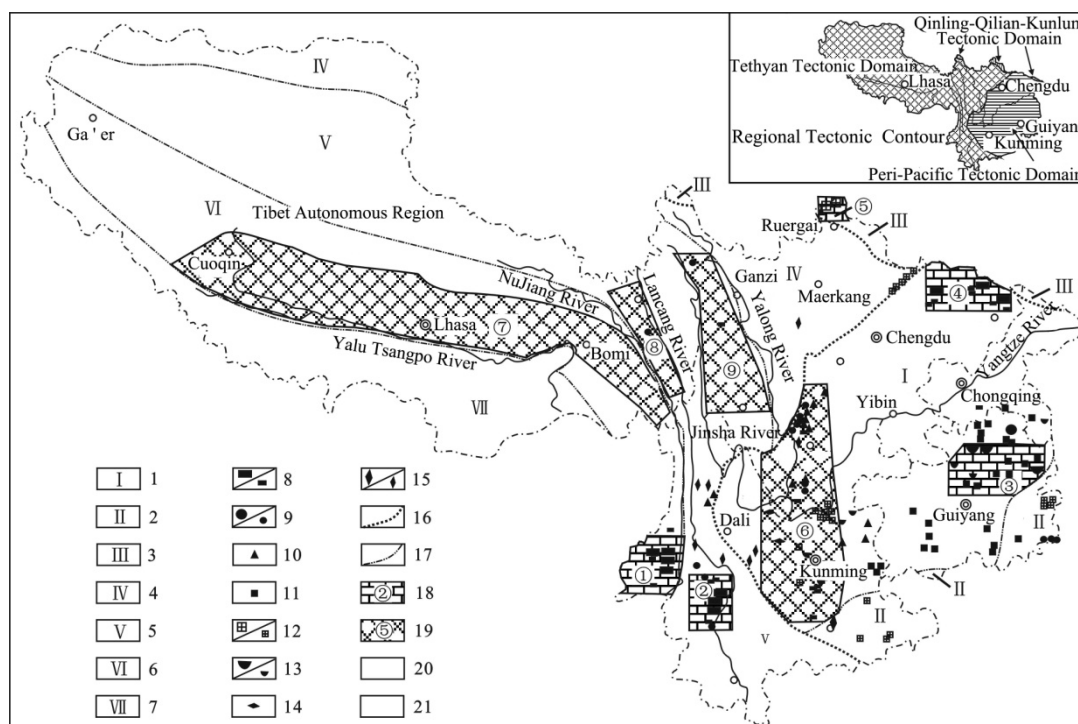 Qinling-Qilian-Kunlun
Tectonic Domain
Tethyan Tectonic Domain
Lhasa
Chengdu
Guiyan
Kunming
Regional Tectonic Contour
Peri-Pacific Tectonic Domain
Ⅳ
Ga'er
Ⅴ
Ⅲ
⑤
Ruergai
Ⅲ
Ⅵ
Tibet Autonomous Region
Cuoqin
NuJiang River
Lancang River
Ganzi
Ⅳ
Yalong River
Maerkang
④
Ⅲ
Lhasa
⑦
Bomi
⑧
⑨
Chengdu
Yangtze River
Yalu Tsangpo River
Ⅰ
Chongqing
Ⅶ
Yibin
Jinsha River
③
Guiyang
Ⅱ
Dali
⑥
Kunming
①
②
Ⅱ
Ⅱ
Ⅴ
Ⅰ 1 8 15
Ⅱ 2 9 16
Ⅲ 3 10 17
Ⅳ 4 11 ② 18
Ⅴ 5 12 ⑤ 19
Ⅵ 6 13 20
Ⅶ 7 14 21